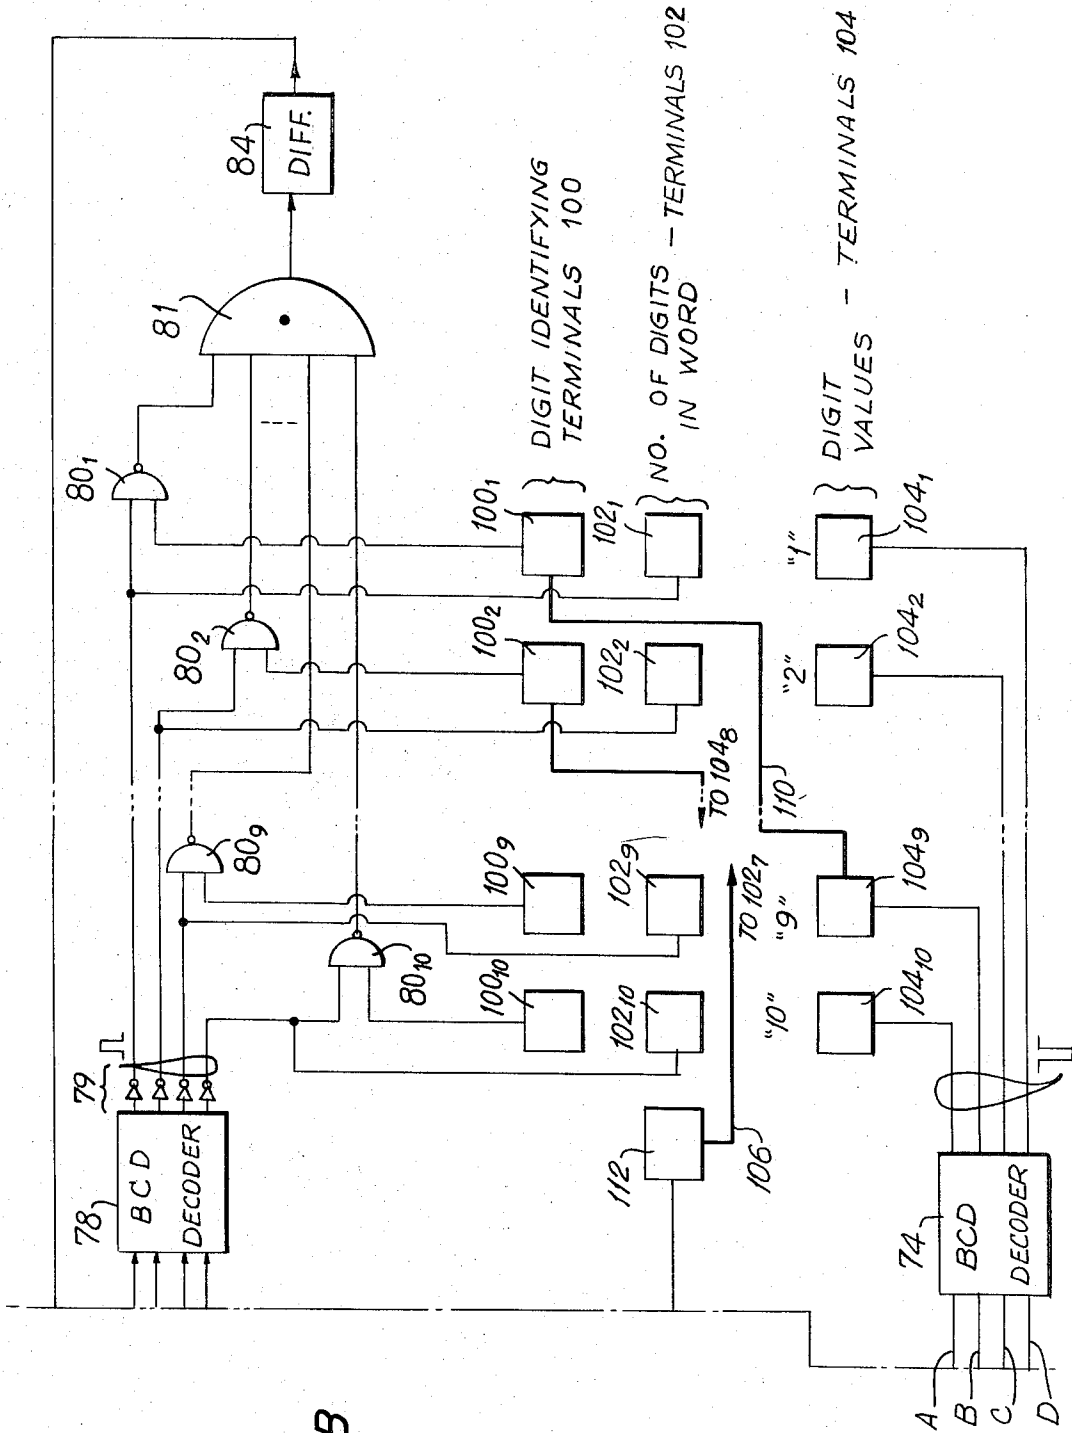 84
DIFF.
81
80₁
80₂
80₉
80₁₀
79
78
BCD
DECODER
DIGIT IDENTIFYING
TERMINALS 100
100₁
100₂
100₉
100₁₀
NO. OF DIGITS – TERMINALS 102
IN WORD
102₁
102₂
102₉
102₁₀
112
TO 104₈
TO 102₇
106
110
DIGIT
VALUES – TERMINALS 104
"1"
"2"
"9"
"10"
104₁
104₂
104₉
104₁₀
74
BCD
DECODER
A
B
C
D
B